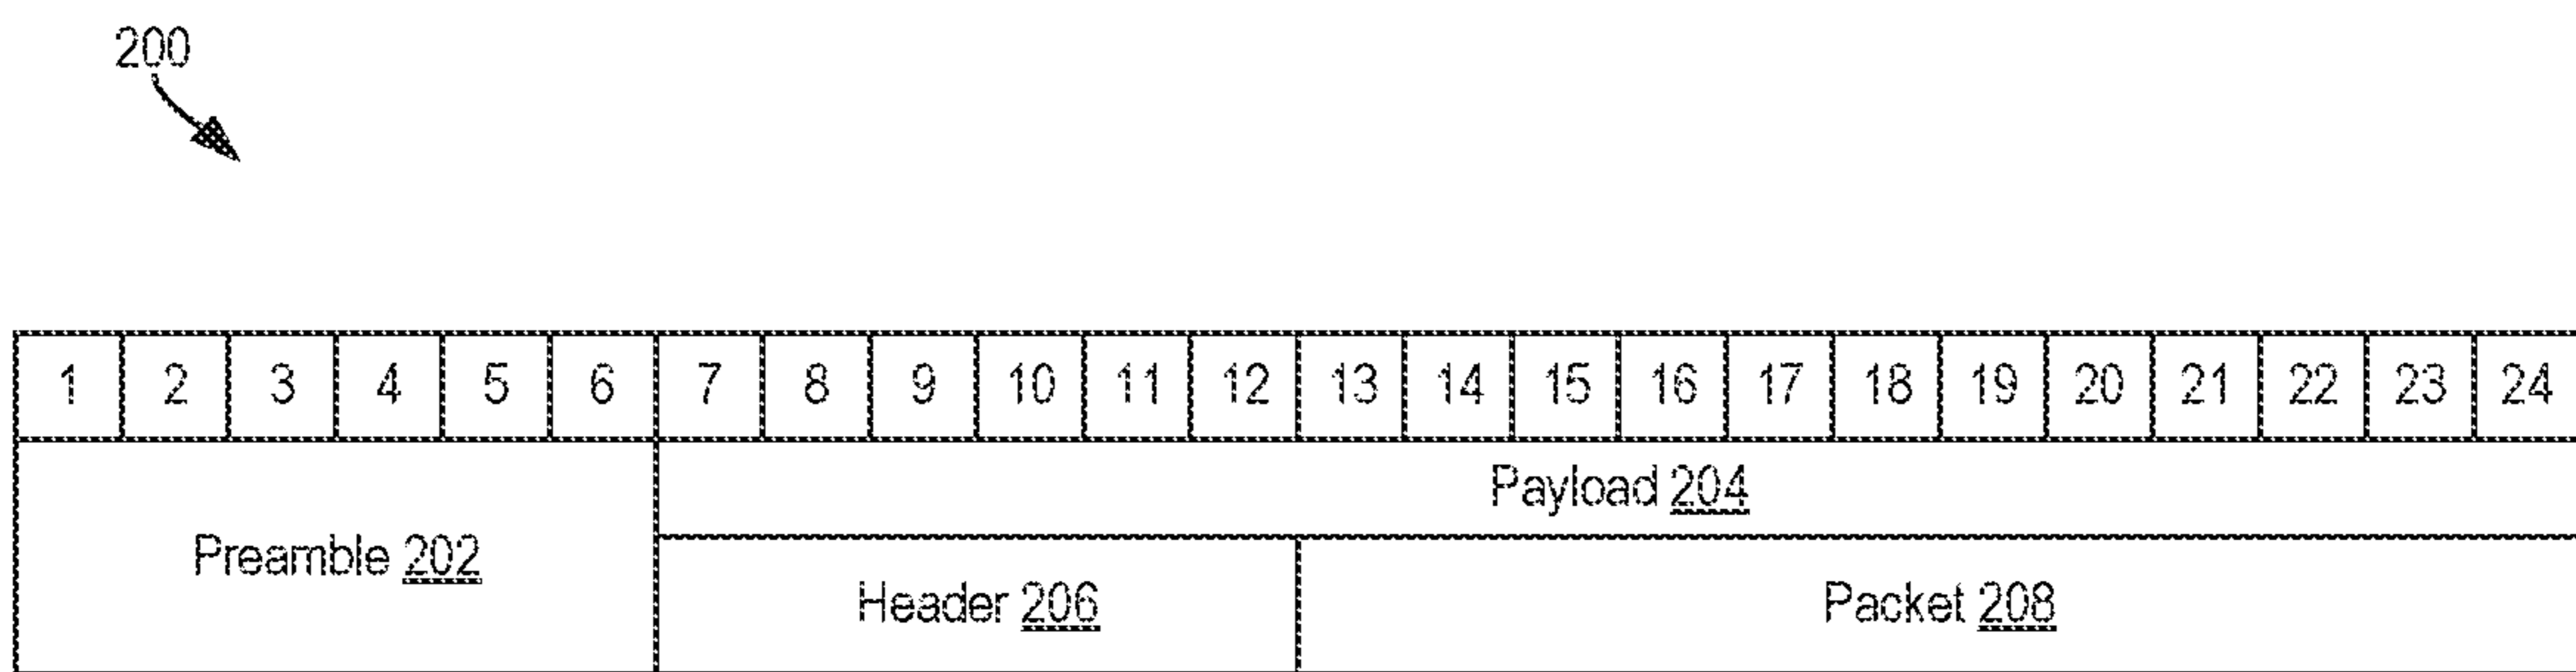 200
1 2 3 4 5 6 7 8 9 10 11 12 13 14 15 16 17 18 19 20 21 22 23 24
Payload 204
Preamble 202
Header 206
Packet 208